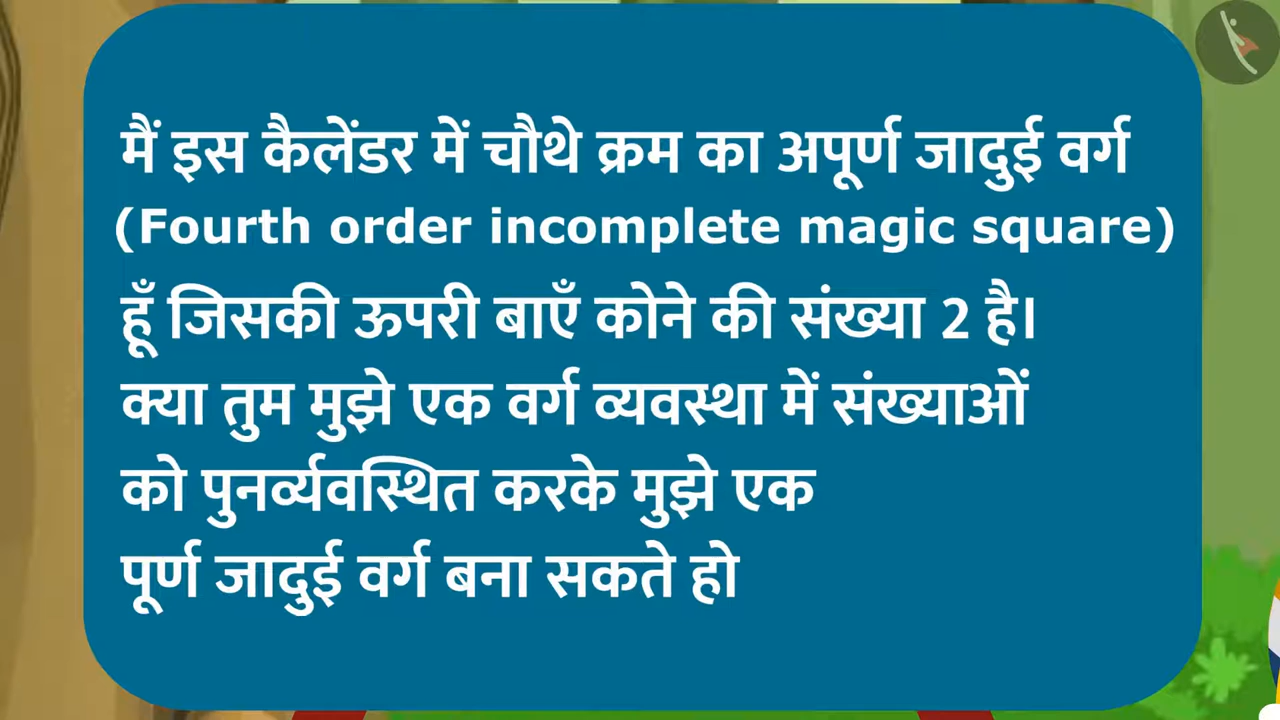 मैं इस कैलेंडर में चौथे क्रम का अपूर्ण जादुई वर्ग
(Fourth order incomplete magic square)
हूँ जिसकी ऊपरी बाएँ कोने की संख्या 2 है।
क्या तुम मुझे एक वर्ग व्यवस्था में संख्याओं
को पुनर्व्यवस्थित करके मुझे एक
पूर्ण जादुई वर्ग बना सकते हो